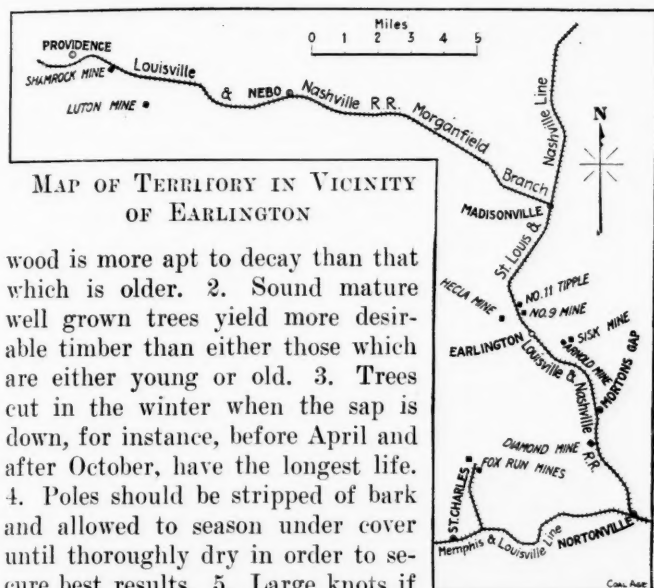 Miles
0 1 2 3 4 5
PROVIDENCE
SHAMROCK MINE
LUTON MINE
Louisville & Nashville R.R. Morganfield Branch
NEBO
St. Louis & Nashville Line
N
MADISONVILLE
NO. 11 TIPPLE
NO. 9 MINE
HECLA MINE
SISK MINE
ARNOLD MINE
EARLINGTON
Louisville & Nashville R.R.
MORTONS GAP
DIAMOND MINE
FOX RUN MINES
ST. CHARLES
Memphis & Louisville Line
NORTONVILLE
COAL AGE
MAP OF TERRITORY IN VICINITY
OF EARLINGTON
wood is more apt to decay than that
which is older. 2. Sound mature
well grown trees yield more desir-
able timber than either those which
are either young or old. 3. Trees
cut in the winter when the sap is
down, for instance, before April and
after October, have the longest life.
4. Poles should be stripped of bark
and allowed to season under cover
until thoroughly dry in order to se-
cure best results. 5. Large knots if